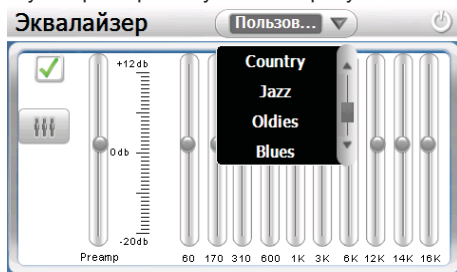 Эквалайзер
Пользов...
+12db
0db
-20db
Preamp
Country
Jazz
Oldies
Blues
60 170 310 600 1K 3K 6K 12K 14K 16K